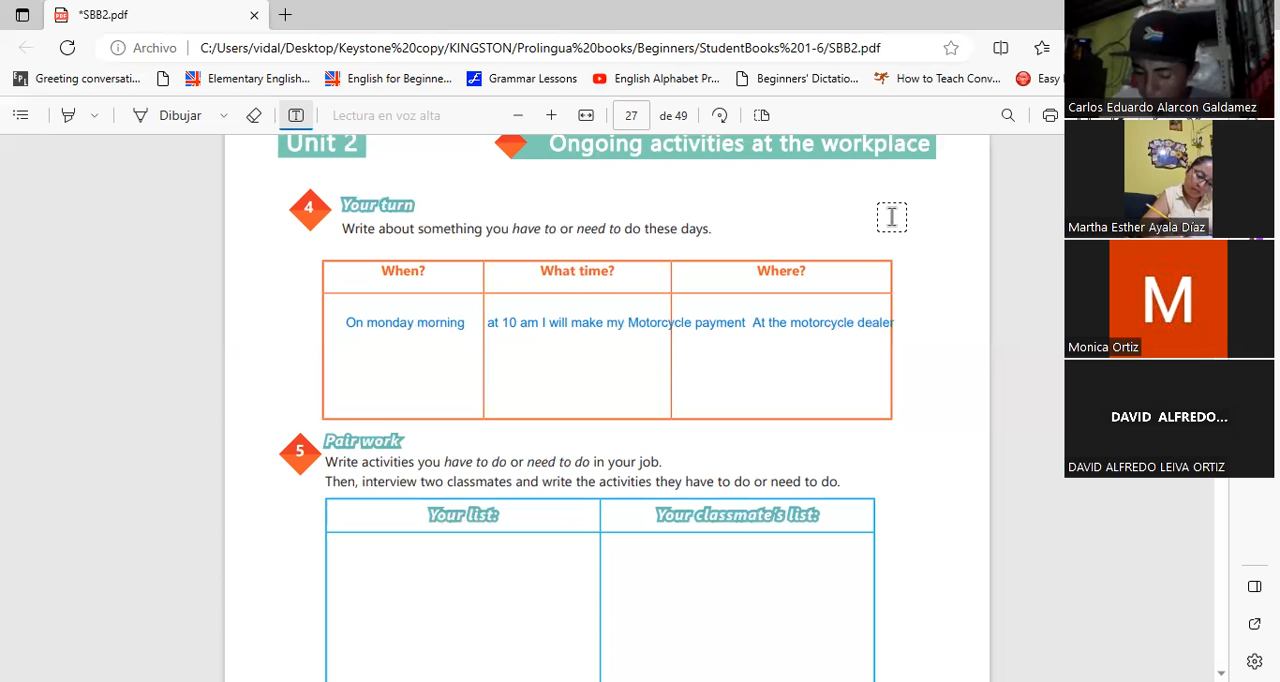 *SBB2.pdf
Archivo
C:/Users/vidal/Desktop/Keystone%20copy/KINGSTON/Prolingua%20books/Beginners/StudentBooks%201-6/SBB2.pdf
Greeting conversati...
Elementary English...
English for Beginne...
Grammar Lessons
English Alphabet Pr...
Beginners' Dictatio...
How to Teach Conv...
Easy
Dibujar
Lectura en voz alta
27
de 49
Unit 2
Ongoing activities at the workplace
4
Your turn
Write about something you have to or need to do these days.
When?
What time?
Where?
On monday morning
at 10 am I will make my Motorcycle payment
At the motorcycle dealer
5
Pair work
Write activities you have to do or need to do in your job.
Then, interview two classmates and write the activities they have to do or need to do.
Your list:
Your classmate's list:
Carlos Eduardo Alarcon Galdamez
Martha Esther Ayala Díaz
M
Monica Ortiz
DAVID ALFREDO...
DAVID ALFREDO LEIVA ORTIZ